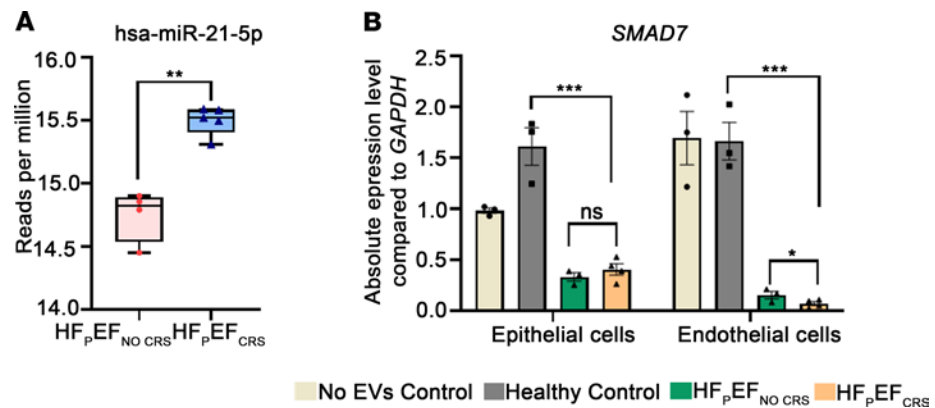 A
hsa-miR-21-5p
Reads per million
16.0
15.5
15.0
14.5
14.0
**
HFPEFNO CRS HFPEFCRS
B
SMAD7
Absolute epression level
compared to GAPDH
2.5
2.0
1.5
1.0
0.5
0.0
***
ns
***
*
Epithelial cells Endothelial cells
No EVs Control Healthy Control HFPEFNO CRS HFPEFCRS